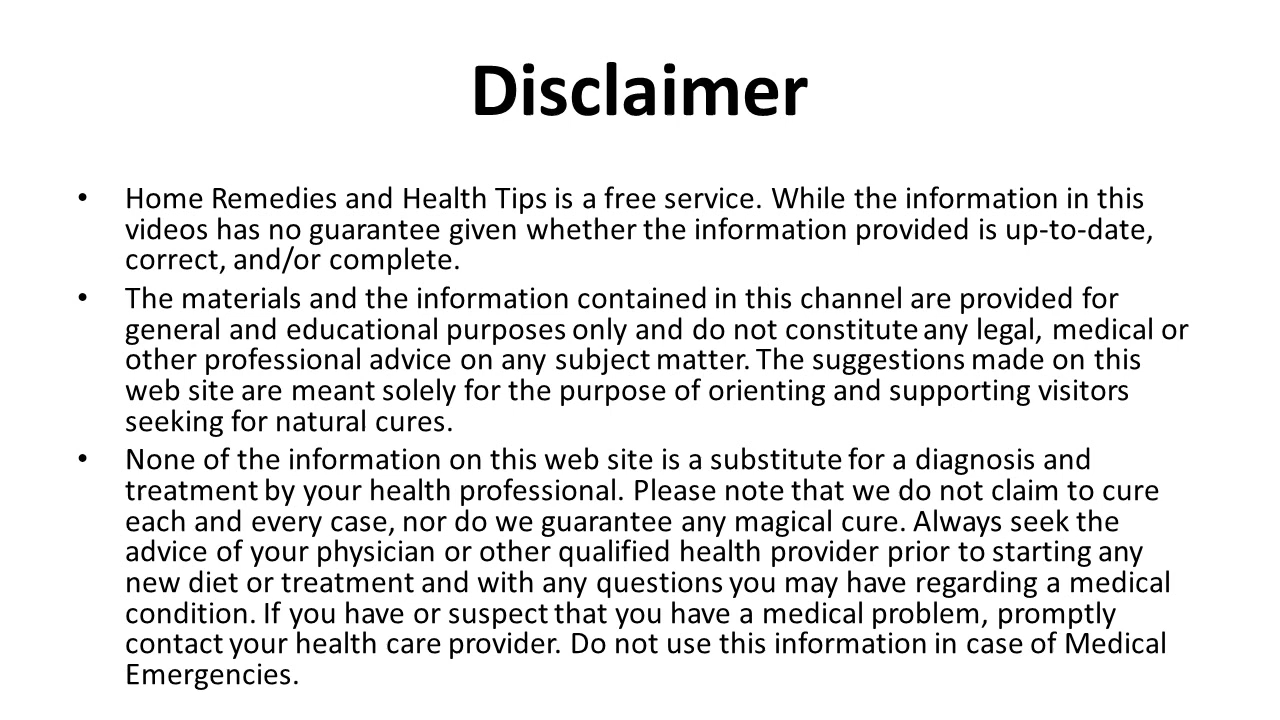 Disclaimer
• Home Remedies and Health Tips is a free service. While the information in this
videos has no guarantee given whether the information provided is up-to-date,
correct, and/or complete.
• The materials and the information contained in this channel are provided for
general and educational purposes only and do not constitute any legal, medical or
other professional advice on any subject matter. The suggestions made on this
web site are meant solely for the purpose of orienting and supporting visitors
seeking for natural cures.
• None of the information on this web site is a substitute for a diagnosis and
treatment by your health professional. Please note that we do not claim to cure
each and every case, nor do we guarantee any magical cure. Always seek the
advice of your physician or other qualified health provider prior to starting any
new diet or treatment and with any questions you may have regarding a medical
condition. If you have or suspect that you have a medical problem, promptly
contact your health care provider. Do not use this information in case of Medical
Emergencies.